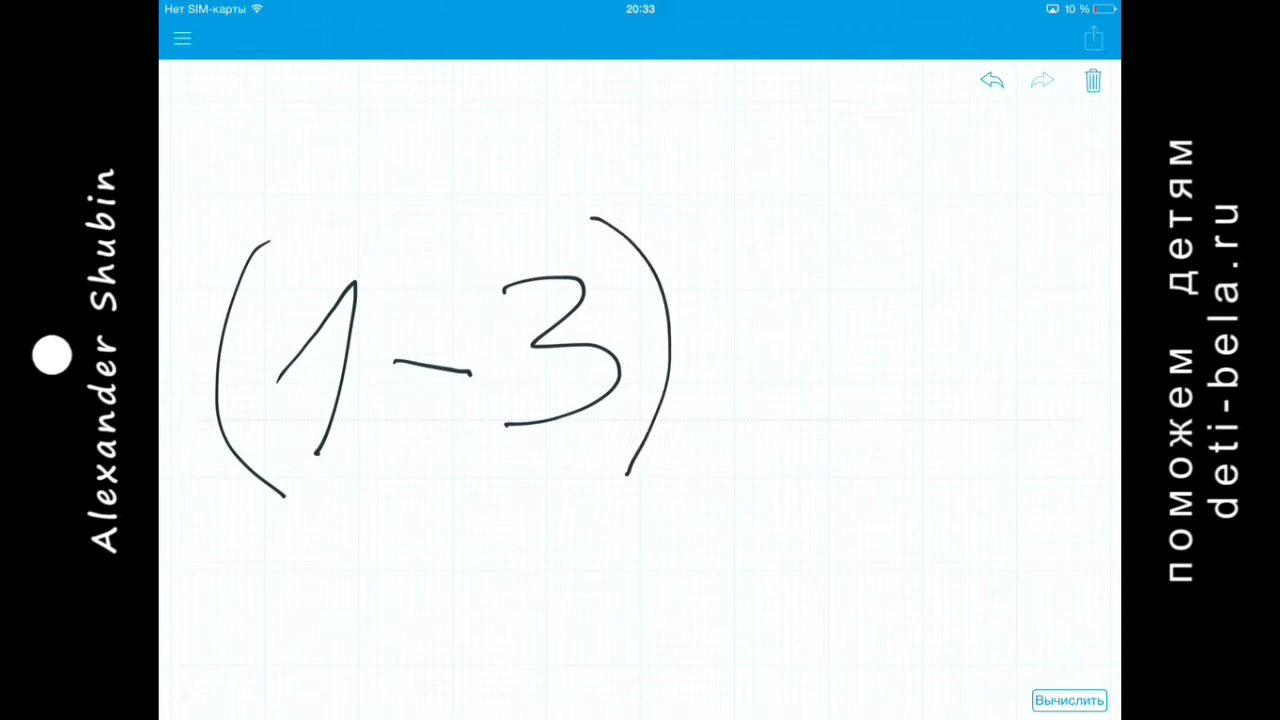 Нет SIM-карты 20:33 10 %
(1-3)
Вычислить
Alexander Shubin
поможем детям
deti-bela.ru